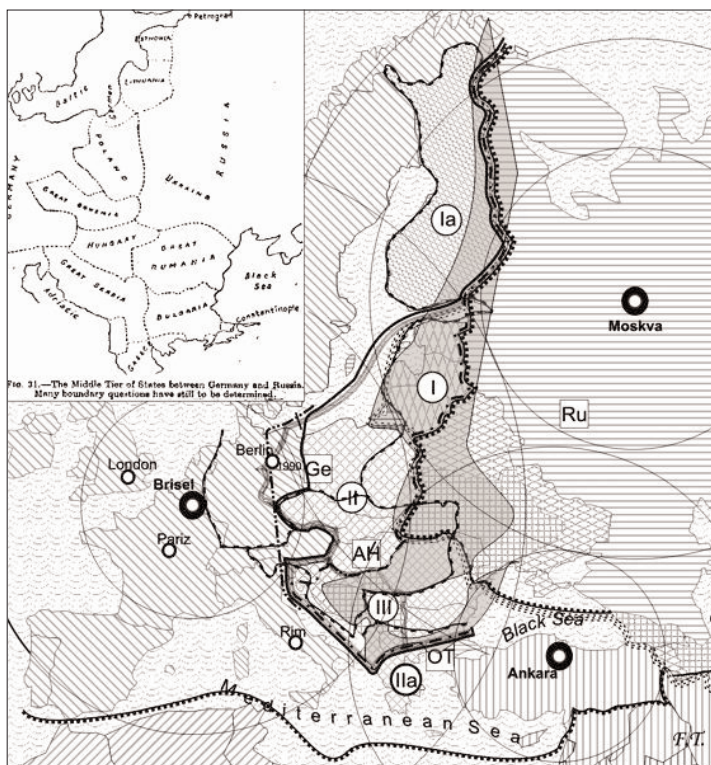 Petrograd
ESTHONIA
LITHUANIA
Baltic
German
POLAND
RUSSIA
UKRAINE
GERMANY
GREAT BOHEMIA
HUNGARY
GREAT RUMANIA
GREAT SERBIA
Adriatic
BULGARIA
Black Sea
Constantinople
FIG. 31.—The Middle Tier of States between Germany and Russia.
Many boundary questions have still to be determined.
Ia
Moskva
I
Ru
Berlin
1990
Ge
London
Brisel
II
Pariz
AH
III
Rim
Black Sea
OT
Ankara
IIa
Mediterranean Sea
F.T.